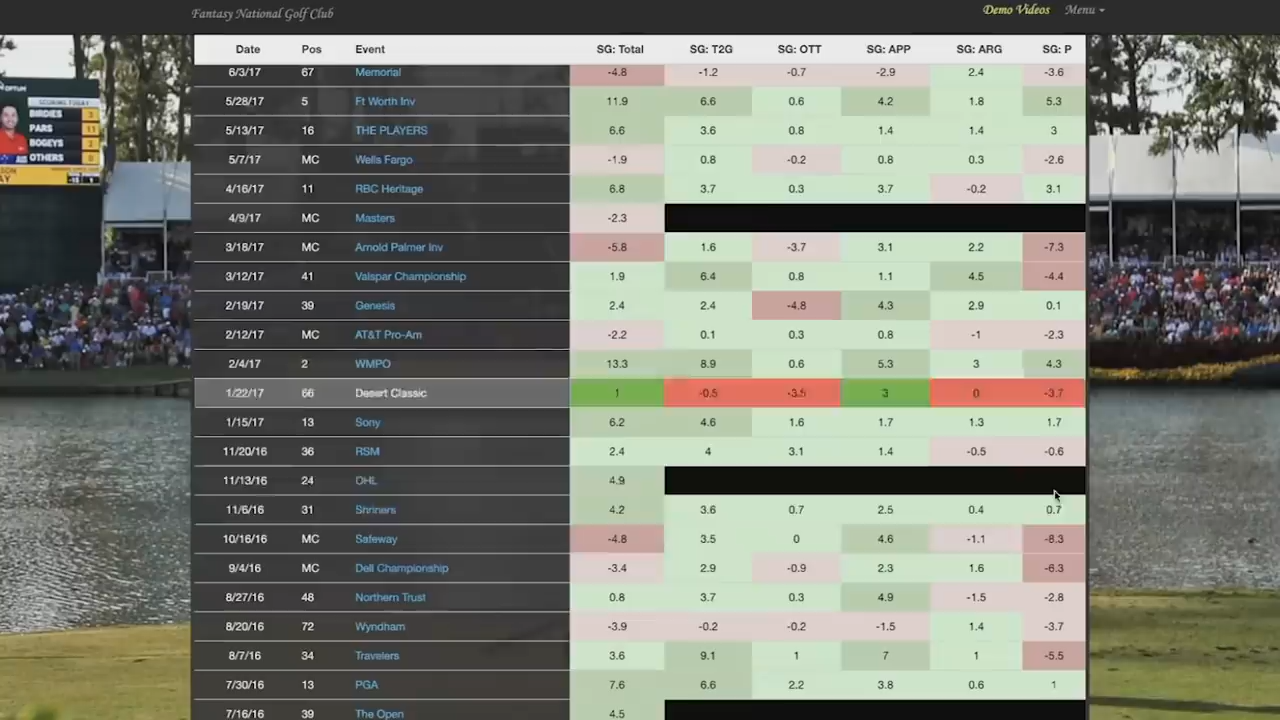 Fantasy National Golf Club Demo Videos Menu
Date Pos Event SG: Total SG: T2G SG: OTT SG: APP SG: ARG SG: P
6/3/17 67 Memorial -4.8 -1.2 -0.7 -2.9 2.4 -3.6
5/28/17 5 Ft Worth Inv 11.9 6.6 0.6 4.2 1.8 5.3
5/13/17 16 THE PLAYERS 6.6 3.6 0.8 1.4 1.4 3
5/7/17 MC Wells Fargo -1.9 0.8 -0.2 0.8 0.3 -2.6
4/16/17 11 RBC Heritage 6.8 3.7 0.3 3.7 -0.2 3.1
4/9/17 MC Masters -2.3
3/18/17 MC Arnold Palmer Inv -5.8 1.6 -3.7 3.1 2.2 -7.3
3/12/17 41 Valspar Championship 1.9 6.4 0.8 1.1 4.5 -4.4
2/19/17 39 Genesis 2.4 2.4 -4.8 4.3 2.9 0.1
2/12/17 MC AT&T Pro-Am -2.2 0.1 0.3 0.8 -1 -2.3
2/4/17 2 WMPO 13.3 8.9 0.6 5.3 3 4.3
1/22/17 66 Desert Classic 1 -0.5 -3.5 3 0 -3.7
1/15/17 13 Sony 6.2 4.6 1.6 1.7 1.3 1.7
11/20/16 36 RSM 2.4 4 3.1 1.4 -0.5 -0.6
11/13/16 24 OHL 4.9
11/6/16 31 Shriners 4.2 3.6 0.7 2.5 0.4 0.7
10/16/16 MC Safeway -4.8 3.5 0 4.6 -1.1 -8.3
9/4/16 MC Dell Championship -3.4 2.9 -0.9 2.3 1.6 -6.3
8/27/16 48 Northern Trust 0.8 3.7 0.3 4.9 -1.5 -2.8
8/20/16 72 Wyndham -3.9 -0.2 -0.2 -1.5 1.4 -3.7
8/7/16 34 Travelers 3.6 9.1 1 7 1 -5.5
7/30/16 13 PGA 7.6 6.6 2.2 3.8 0.6 1
7/16/16 39 The Open 4.5
OPTUM
SCORING TODAY
BIRDIES 3
PARS 11
BOGEYS 2
OTHERS 0